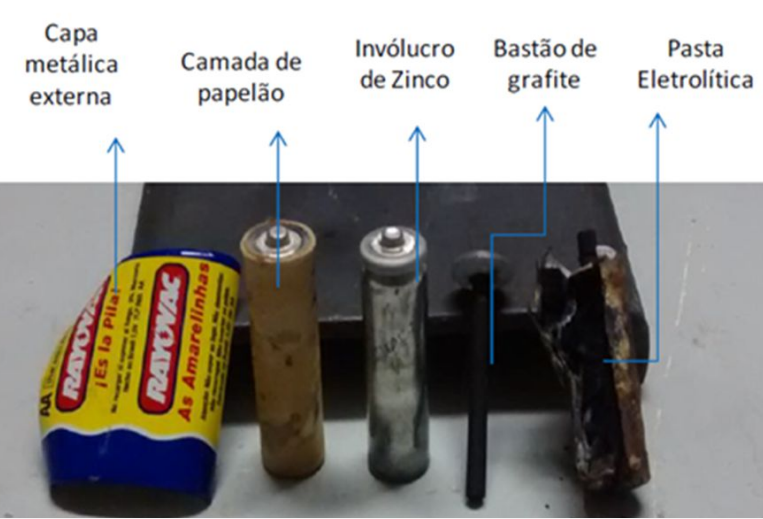 Capa
metálica
externa
Camada de
papelão
Invólucro
de Zinco
Bastão de
grafite
Pasta
Eletrolítica
RAYOVAC
¡Es la Pila!
RAYOVAC
As Amarelinhas
AA